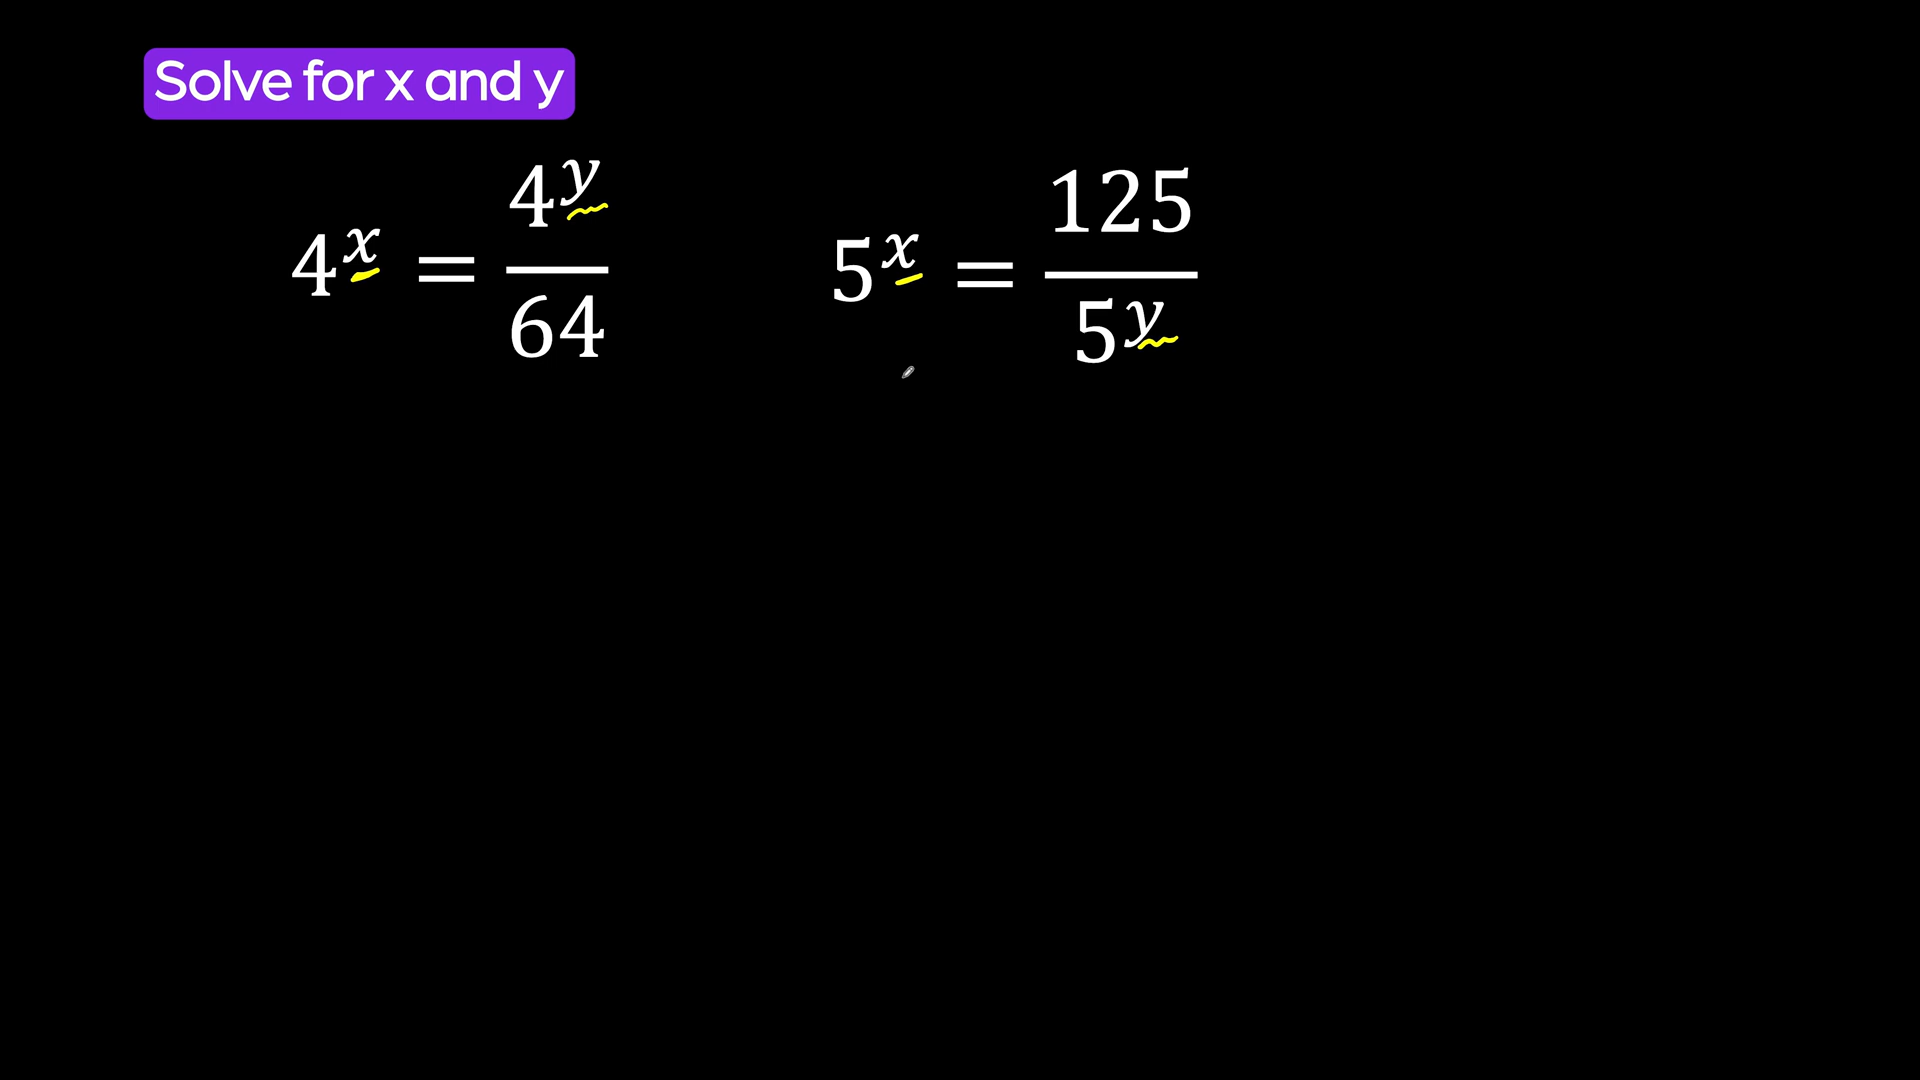 Solve for x and y
4^x = 4^y / 64
5^x = 125 / 5^y